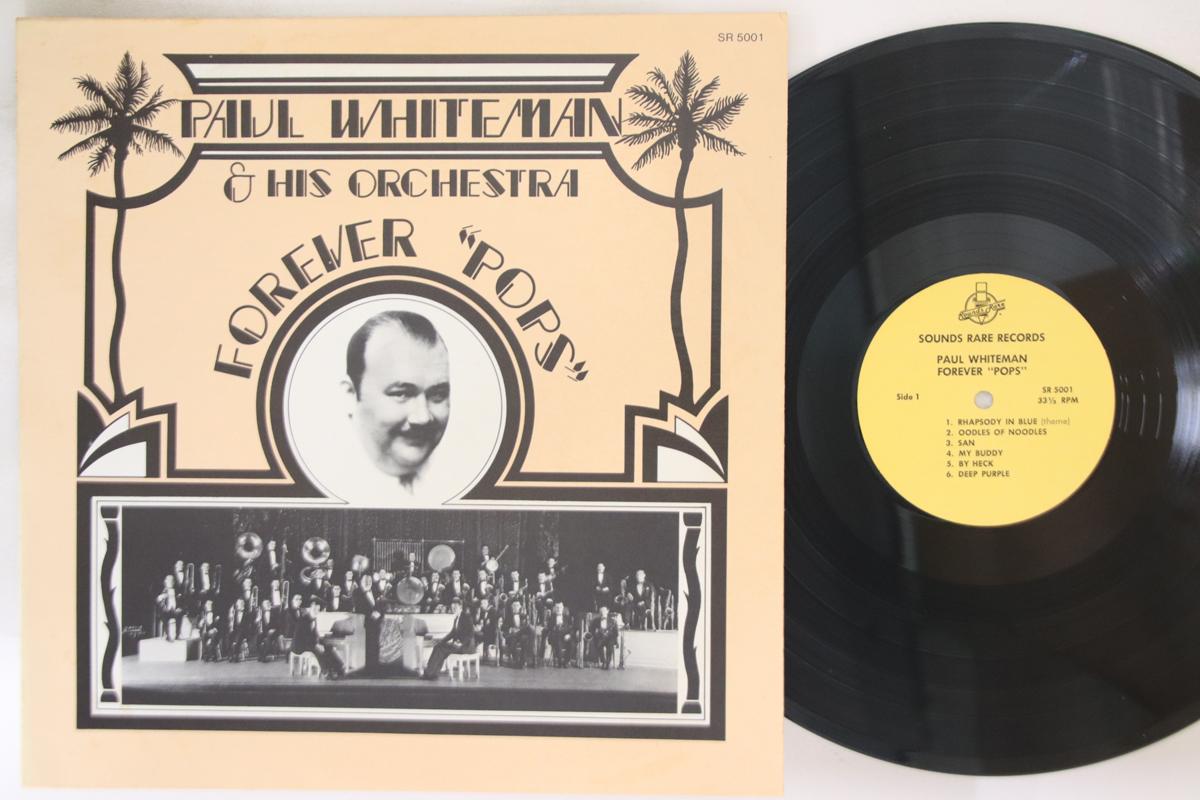 SR 5001
PAUL WHITEMAN
& HIS ORCHESTRA
FOREVER "POPS"
Sounds Rare
SOUNDS RARE RECORDS
PAUL WHITEMAN
FOREVER "POPS"
Side 1
SR 5001
33⅓ RPM
1. RHAPSODY IN BLUE (theme)
2. OODLES OF NOODLES
3. SAN
4. MY BUDDY
5. BY HECK
6. DEEP PURPLE